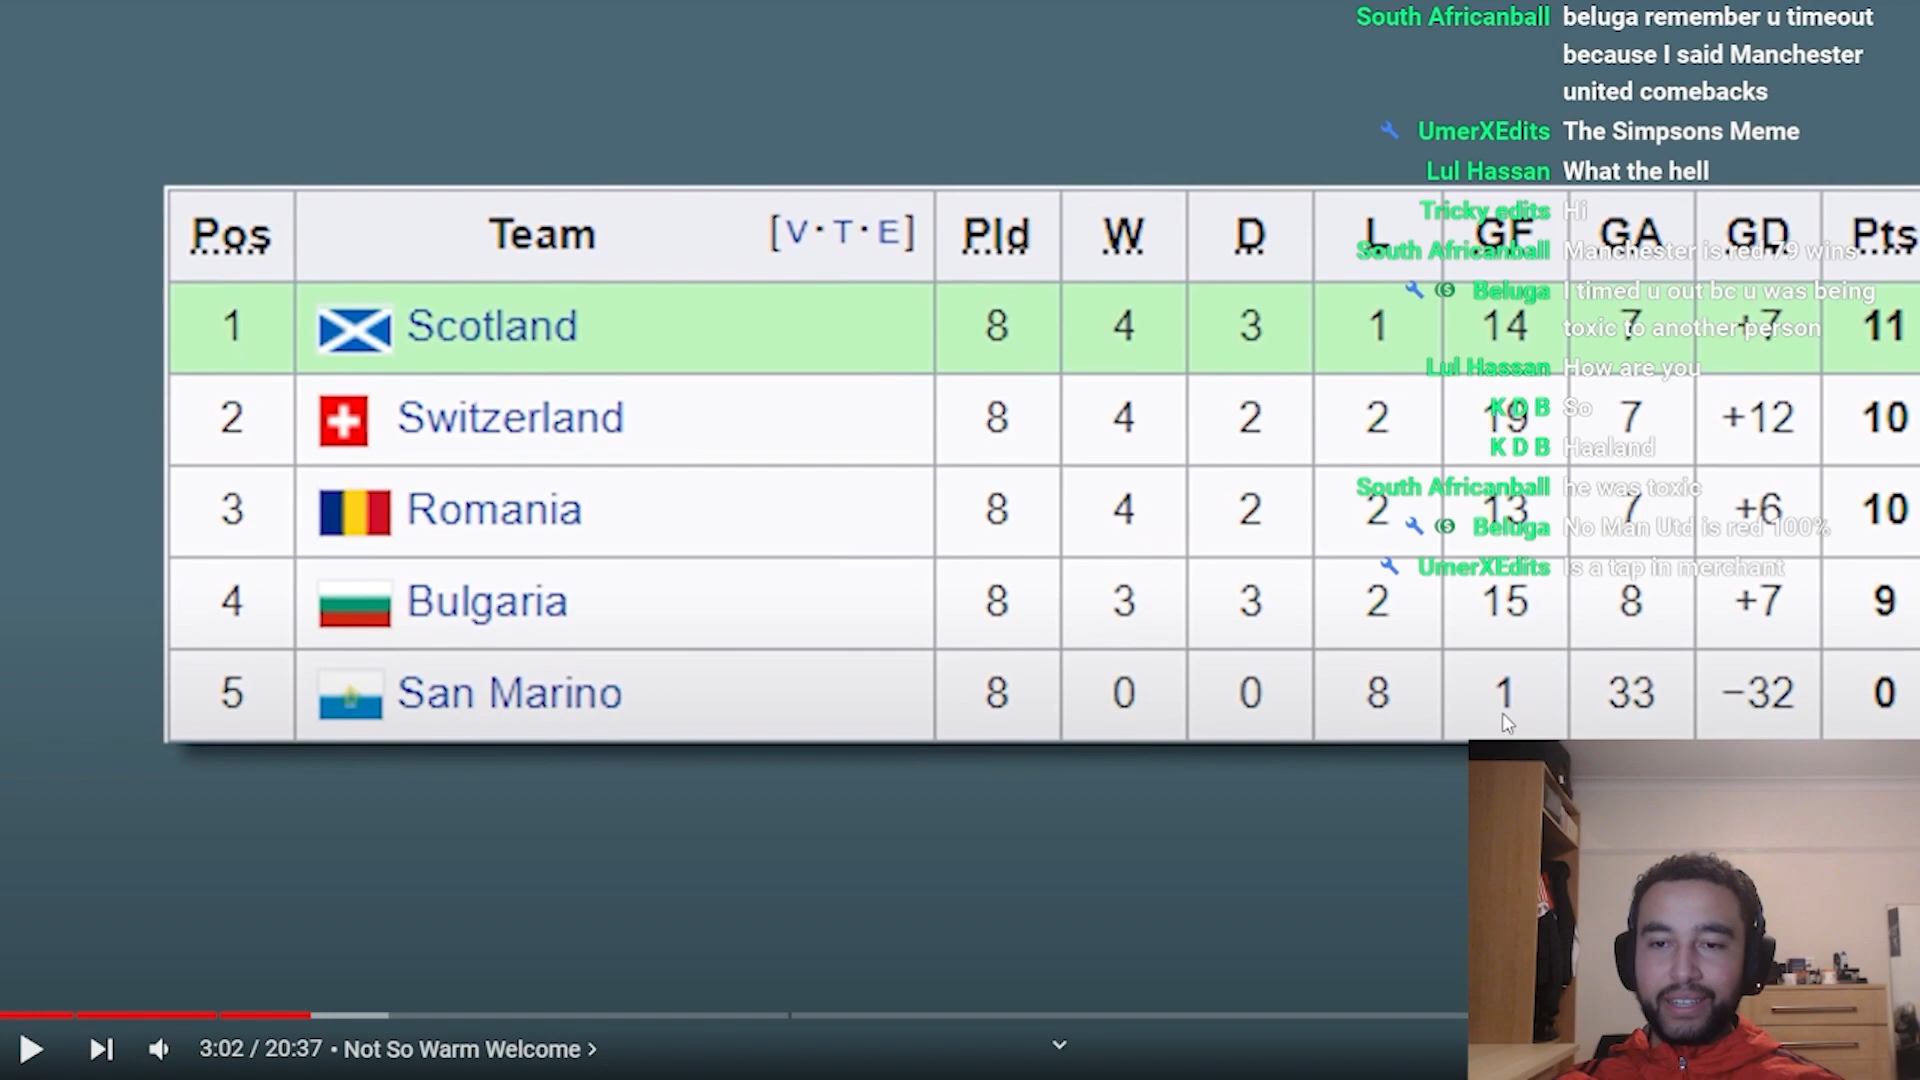 South Africanball beluga remember u timeout
because I said Manchester
united comebacks
UmerXEdits The Simpsons Meme
Lul Hassan What the hell
Tricky edits Hi
Pos Team [V·T·E] Pld W D L GF GA GD Pts
South Africanball Manchester is red 79 wins
Beluga I timed u out bc u was being
toxic to another person
1 Scotland 8 4 3 1 14 7 +7 11
Lul Hassan How are you
K D B So
2 Switzerland 8 4 2 2 19 7 +12 10
K D B Haaland
South Africanball he was toxic
3 Romania 8 4 2 2 13 7 +6 10
Beluga No Man Utd is red 100%
UmerXEdits Is a tap in merchant
4 Bulgaria 8 3 3 2 15 8 +7 9
5 San Marino 8 0 0 8 1 33 −32 0
3:02 / 20:37 • Not So Warm Welcome >